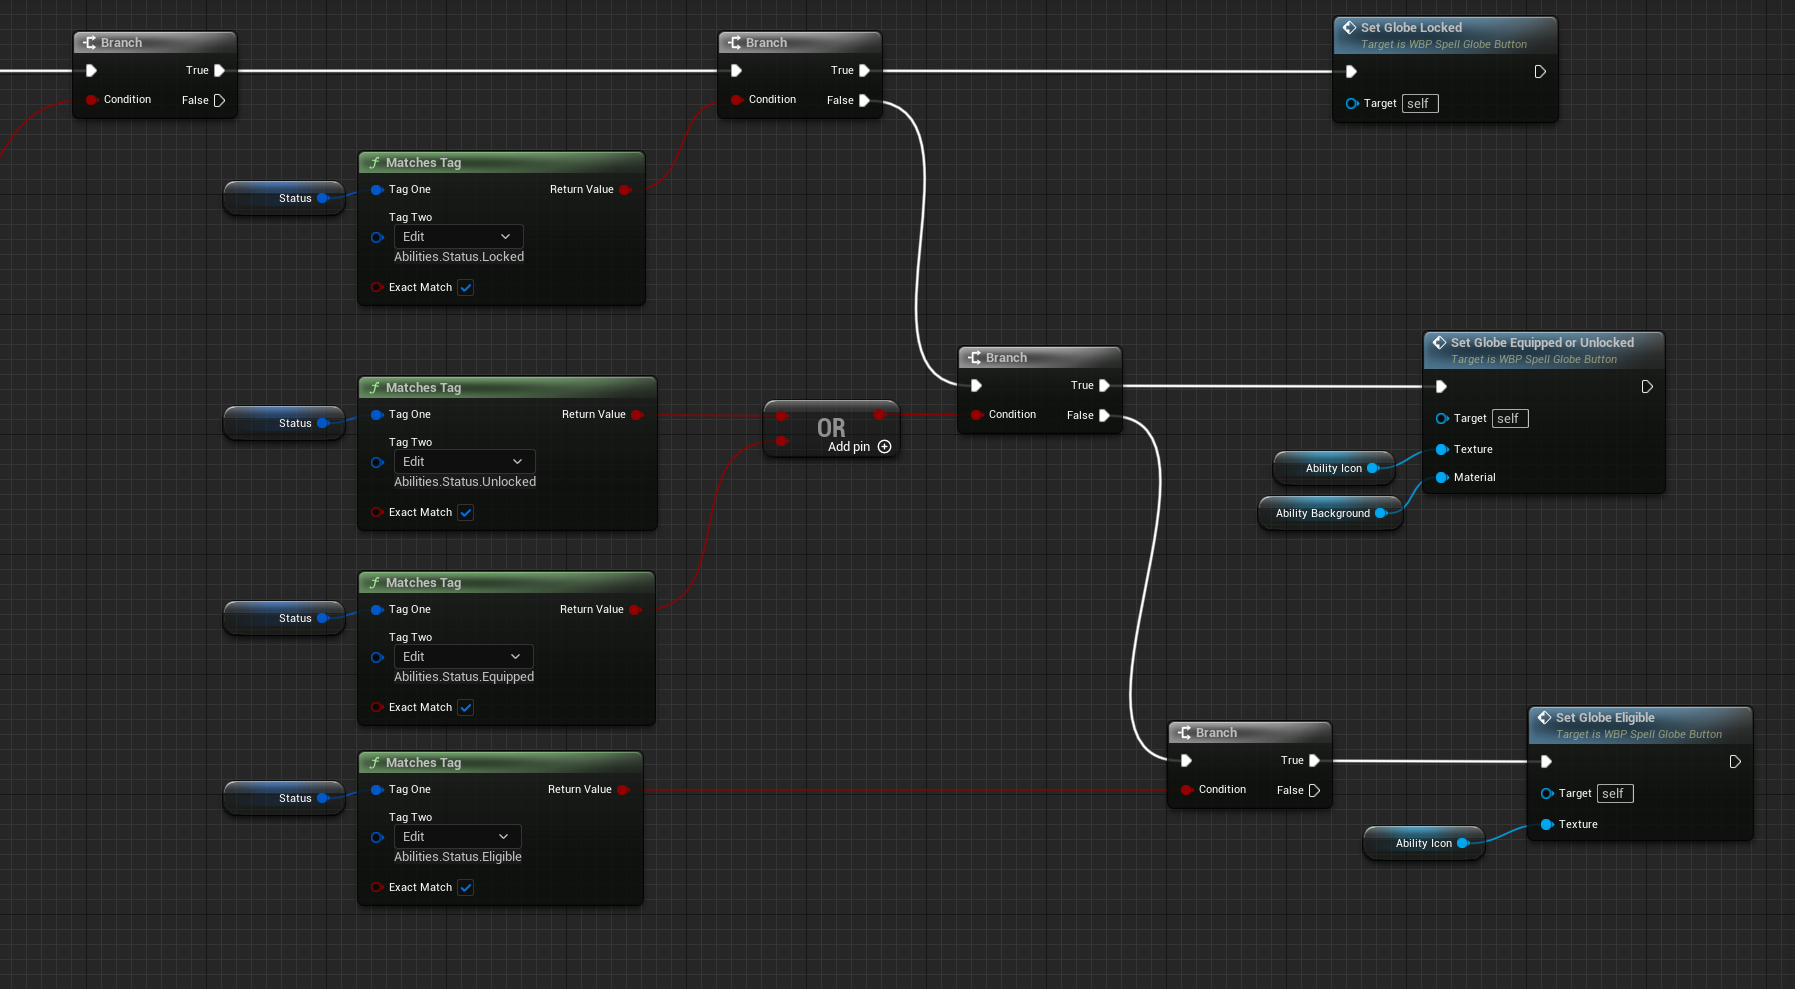 Branch
True
Condition
False
Branch
True
Condition
False
Set Globe Locked
Target is WBP Spell Globe Button
Target self
Status
Matches Tag
Tag One
Return Value
Tag Two
Edit
Abilities.Status.Locked
Exact Match
Status
Matches Tag
Tag One
Return Value
Tag Two
Edit
Abilities.Status.Unlocked
Exact Match
OR
Add pin
Branch
True
Condition
False
Set Globe Equipped or Unlocked
Target is WBP Spell Globe Button
Target self
Texture
Material
Ability Icon
Ability Background
Status
Matches Tag
Tag One
Return Value
Tag Two
Edit
Abilities.Status.Equipped
Exact Match
Status
Matches Tag
Tag One
Return Value
Tag Two
Edit
Abilities.Status.Eligible
Exact Match
Branch
True
Condition
False
Set Globe Eligible
Target is WBP Spell Globe Button
Target self
Texture
Ability Icon